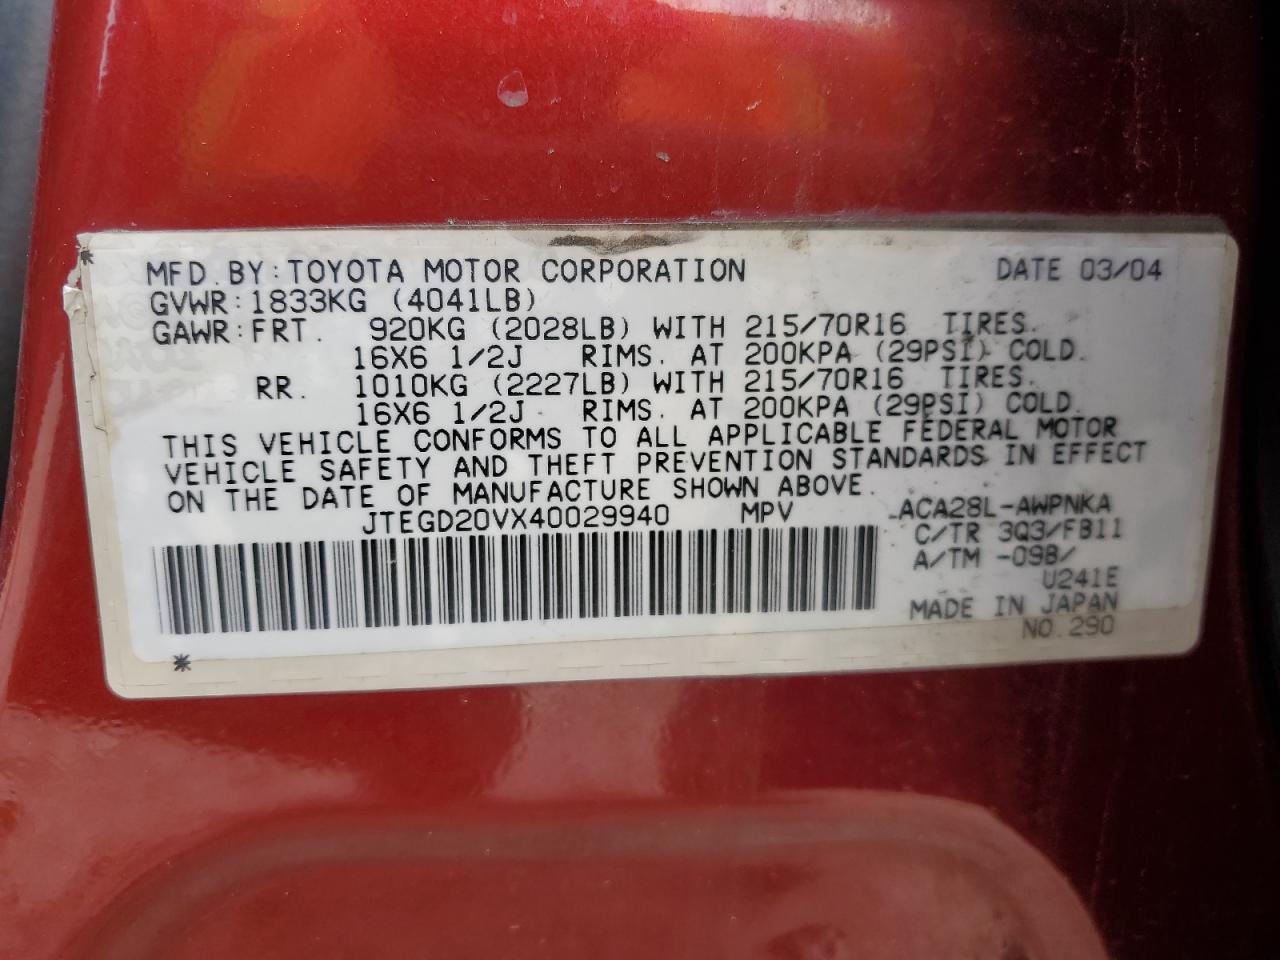 MFD. BY: TOYOTA MOTOR CORPORATION DATE 03/04
GVWR: 1833KG (4041LB)
GAWR: FRT. 920KG (2028LB) WITH 215/70R16 TIRES.
16X6 1/2J RIMS. AT 200KPA (29PSI) COLD.
RR. 1010KG (2227LB) WITH 215/70R16 TIRES.
16X6 1/2J RIMS. AT 200KPA (29PSI) COLD.
THIS VEHICLE CONFORMS TO ALL APPLICABLE FEDERAL MOTOR
VEHICLE SAFETY AND THEFT PREVENTION STANDARDS IN EFFECT
ON THE DATE OF MANUFACTURE SHOWN ABOVE.
JTEGD20VX40029940 MPV ACA28L-AWPNKA
C/TR 3Q3/FB11
A/TM -09B/
U241E
MADE IN JAPAN
NO.290